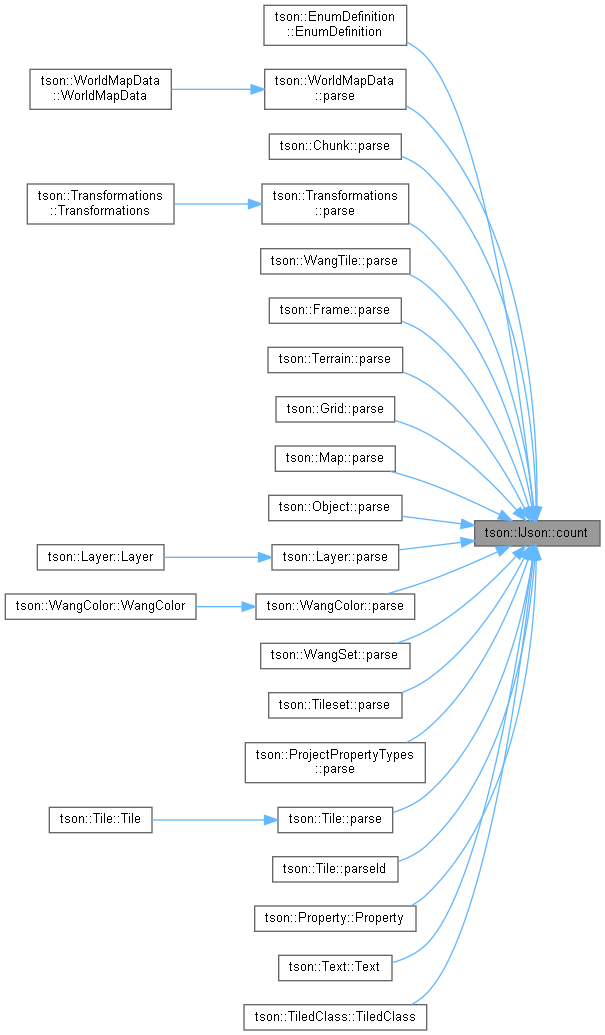 tson::EnumDefinition
::EnumDefinition
tson::WorldMapData
::WorldMapData
tson::WorldMapData
::parse
tson::Chunk::parse
tson::Transformations
::Transformations
tson::Transformations
::parse
tson::WangTile::parse
tson::Frame::parse
tson::Terrain::parse
tson::Grid::parse
tson::Map::parse
tson::Object::parse
tson::IJson::count
tson::Layer::Layer
tson::Layer::parse
tson::WangColor::WangColor
tson::WangColor::parse
tson::WangSet::parse
tson::Tileset::parse
tson::ProjectPropertyTypes
::parse
tson::Tile::Tile
tson::Tile::parse
tson::Tile::parseId
tson::Property::Property
tson::Text::Text
tson::TiledClass::TiledClass